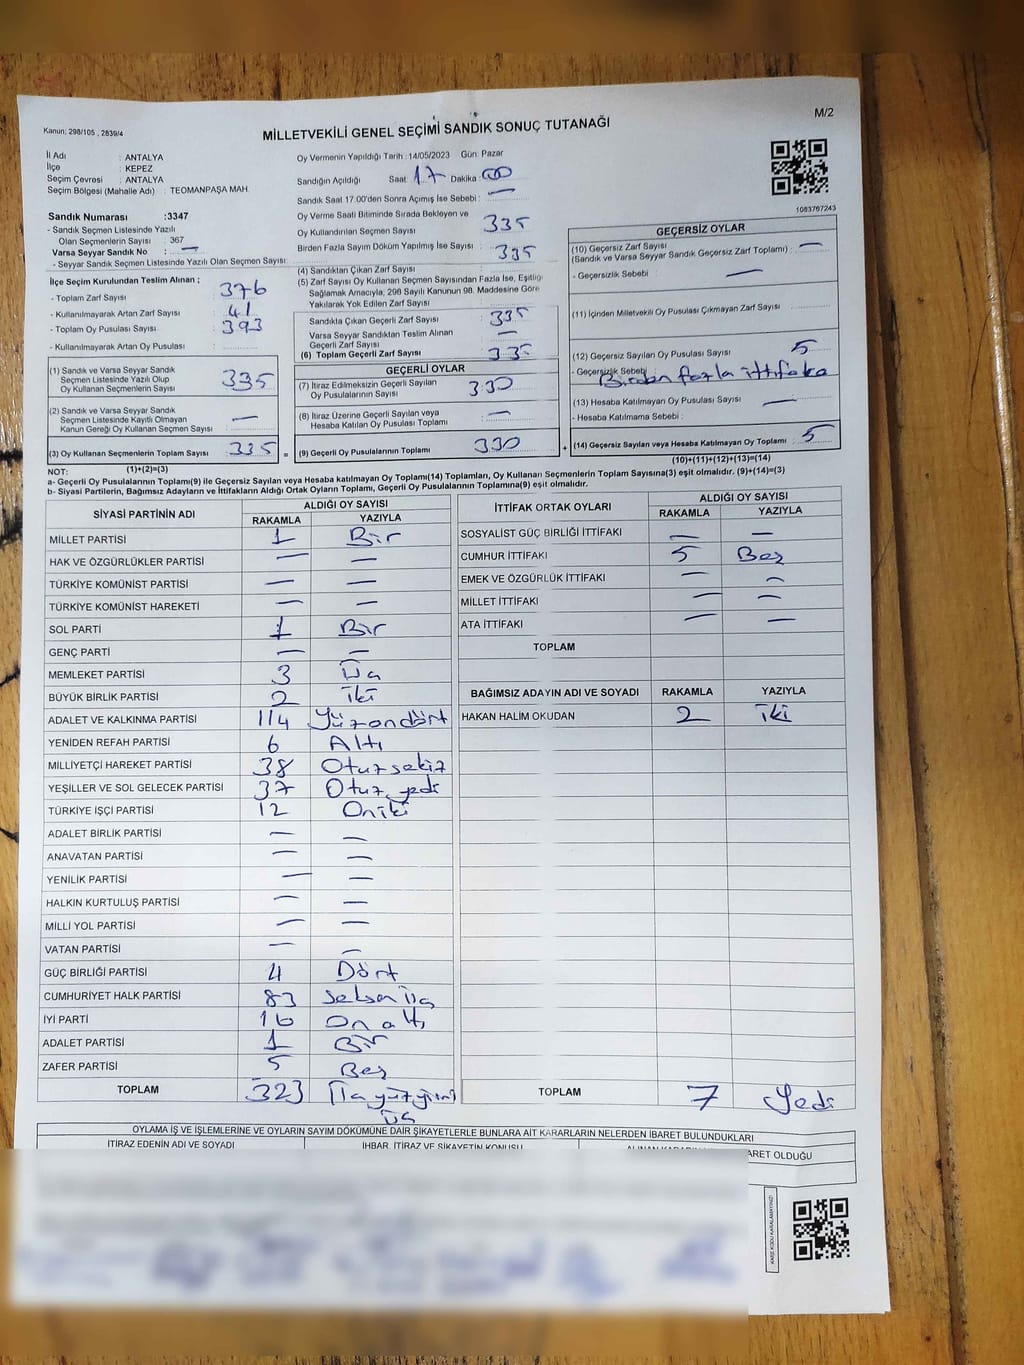 M/2
Kanun: 298/105 , 2839/4
MİLLETVEKİLİ GENEL SEÇİMİ SANDIK SONUÇ TUTANAĞI
İl Adı : ANTALYA
İlçe : KEPEZ
Seçim Çevresi : ANTALYA
Seçim Bölgesi (Mahalle Adı) : TEOMANPAŞA MAH.
Oy Vermenin Yapıldığı Tarih :14/05/2023 Gün: Pazar
Sandığın Açıldığı Saat 17 Dakika 00
Sandık Saat 17.00'den Sonra Açımış İse Sebebi : —
Oy Verme Saati Bitiminde Sırada Bekleyen ve
Oy Kullandırılan Seçmen Sayısı 335
Birden Fazla Sayım Döküm Yapılmış İse Sayısı : 335
1083767243
Sandık Numarası :3347
- Sandık Seçmen Listesinde Yazılı
Olan Seçmenlerin Sayısı : 367
Varsa Seyyar Sandık No : —
- Seyyar Sandık Seçmen Listesinde Yazılı Olan Seçmen Sayısı:
İlçe Seçim Kurulundan Teslim Alınan ;
- Toplam Zarf Sayısı : 376
- Kullanılmayarak Artan Zarf Sayısı : 41
- Toplam Oy Pusulası Sayısı : 393
- Kullanılmayarak Artan Oy Pusulası :
(4) Sandıktan Çıkan Zarf Sayısı
(5) Zarf Sayısı Oy Kullanan Seçmen Sayısından Fazla İse, Eşitliği
Sağlamak Amacıyla, 298 Sayılı Kanunun 98. Maddesine Göre
Yakılarak Yok Edilen Zarf Sayısı :
Sandıkta Çıkan Geçerli Zarf Sayısı : 335
Varsa Seyyar Sandıktan Teslim Alınan
Geçerli Zarf Sayısı : —
(6) Toplam Geçerli Zarf Sayısı : 335
GEÇERSİZ OYLAR
(10) Geçersiz Zarf Sayısı
(Sandık ve Varsa Seyyar Sandık Geçersiz Zarf Toplamı) : —
- Geçersizlik Sebebi : —
(11) İçinden Milletvekili Oy Pusulası Çıkmayan Zarf Sayısı :
(12) Geçersiz Sayılan Oy Pusulası Sayısı : 5
- Geçersizlik Sebebi : Birden fazla ittifaka
(13) Hesaba Katılmayan Oy Pusulası Sayısı : —
- Hesaba Katılmama Sebebi :
(14) Geçersiz Sayılan veya Hesaba Katılmayan Oy Toplamı : 5
(10)+(11)+(12)+(13)=(14)
(1) Sandık ve Varsa Seyyar Sandık
Seçmen Listesinde Yazılı Olup
Oy Kullanan Seçmenlerin Sayısı : 335
(2) Sandık ve Varsa Seyyar Sandık
Seçmen Listesinde Kayıtlı Olmayan
Kanun Gereği Oy Kullanan Seçmen Sayısı : —
(3) Oy Kullanan Seçmenlerin Toplam Sayısı : 335 =
(1)+(2)=(3)
GEÇERLİ OYLAR
(7) İtiraz Edilmeksizin Geçerli Sayılan
Oy Pusulalarının Sayısı : 330
(8) İtiraz Üzerine Geçerli Sayılan veya
Hesaba Katılan Oy Pusulası Toplamı : —
(9) Geçerli Oy Pusulalarının Toplamı : 330 +
NOT:
a- Geçerli Oy Pusulalarının Toplamı(9) ile Geçersiz Sayılan veya Hesaba katılmayan Oy Toplamı(14) Toplamları, Oy Kullanan Seçmenlerin Toplam Sayısına(3) eşit olmalıdır. (9)+(14)=(3)
b- Siyasi Partilerin, Bağımsız Adayların ve İttifakların Aldığı Ortak Oyların Toplamı, Geçerli Oy Pusulalarının Toplamına(9) eşit olmalıdır.
SİYASİ PARTİNİN ADI ALDIĞI OY SAYISI
RAKAMLA YAZIYLA
MİLLET PARTİSİ 1 Bir
HAK VE ÖZGÜRLÜKLER PARTİSİ — —
TÜRKİYE KOMÜNİST PARTİSİ — —
TÜRKİYE KOMÜNİST HAREKETİ — —
SOL PARTİ 1 Bir
GENÇ PARTİ — —
MEMLEKET PARTİSİ 3 Üç
BÜYÜK BİRLİK PARTİSİ 2 iki
ADALET VE KALKINMA PARTİSİ 114 Yüzondört
YENİDEN REFAH PARTİSİ 6 Altı
MİLLİYETÇİ HAREKET PARTİSİ 38 Otuzsekiz
YEŞİLLER VE SOL GELECEK PARTİSİ 37 Otuz yedi
TÜRKİYE İŞÇİ PARTİSİ 12 Oniki
ADALET BİRLİK PARTİSİ — —
ANAVATAN PARTİSİ — —
YENİLİK PARTİSİ — —
HALKIN KURTULUŞ PARTİSİ — —
MİLLİ YOL PARTİSİ — —
VATAN PARTİSİ — —
GÜÇ BİRLİĞİ PARTİSİ 4 Dört
CUMHURİYET HALK PARTİSİ 83 Seksen üç
İYİ PARTİ 16 On altı
ADALET PARTİSİ 1 Bir
ZAFER PARTİSİ 5 Beş
TOPLAM 323 Üçyüzyirmi
üç
İTTİFAK ORTAK OYLARI ALDIĞI OY SAYISI
RAKAMLA YAZIYLA
SOSYALİST GÜÇ BİRLİĞİ İTTİFAKI — —
CUMHUR İTTİFAKI 5 Beş
EMEK VE ÖZGÜRLÜK İTTİFAKI — —
MİLLET İTTİFAKI — —
ATA İTTİFAKI — —
TOPLAM
BAĞIMSIZ ADAYIN ADI VE SOYADI RAKAMLA YAZIYLA
HAKAN HALİM OKUDAN 2 iki
TOPLAM 7 Yedi
OYLAMA İŞ VE İŞLEMLERİNE VE OYLARIN SAYIM DÖKÜMÜNE DAİR ŞİKAYETLERLE BUNLARA AİT KARARLARIN NELERDEN İBARET BULUNDUKLARI
İTİRAZ EDENİN ADI VE SOYADI İHBAR, İTİRAZ VE ŞİKAYETİN KONUSU
BARET OLDUĞU
KARE KODU KARALAMAYINIZ!